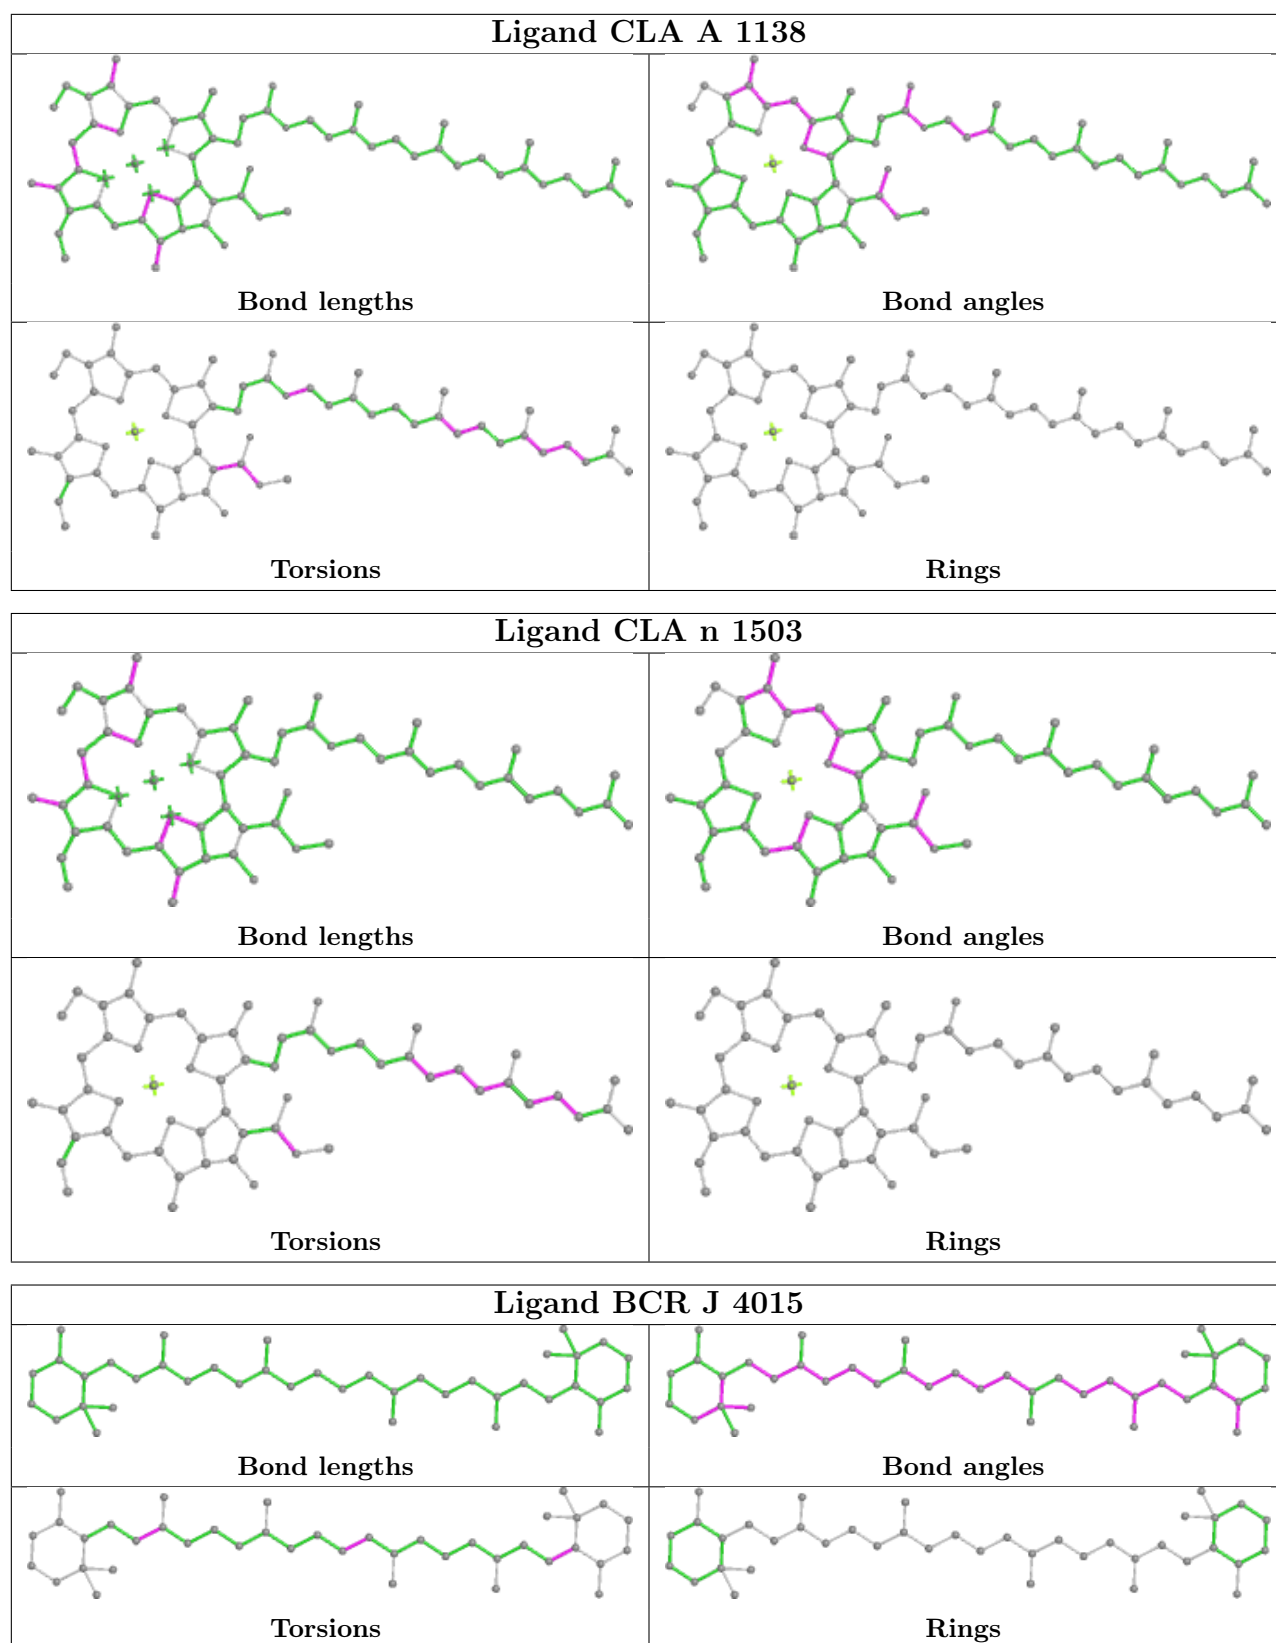 Ligand CLA A 1138
Bond lengths
Bond angles
Torsions
Rings
Ligand CLA n 1503
Bond lengths
Bond angles
Torsions
Rings
Ligand BCR J 4015
Bond lengths
Bond angles
Torsions
Rings